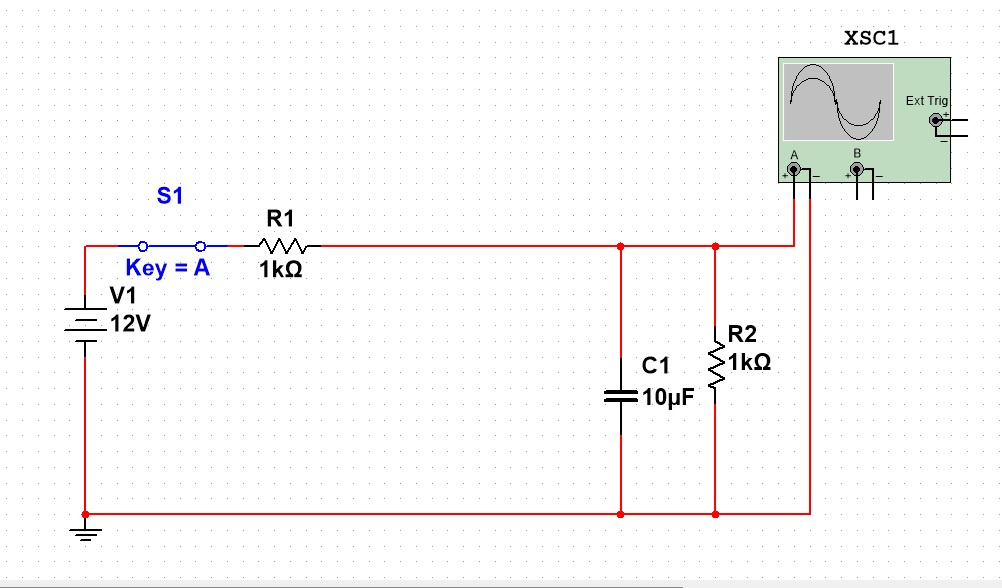 XSC1
Ext Trig
+
−
A
B
+
−
+
−
S1
Key = A
R1
1kΩ
V1
12V
R2
1kΩ
C1
10µF